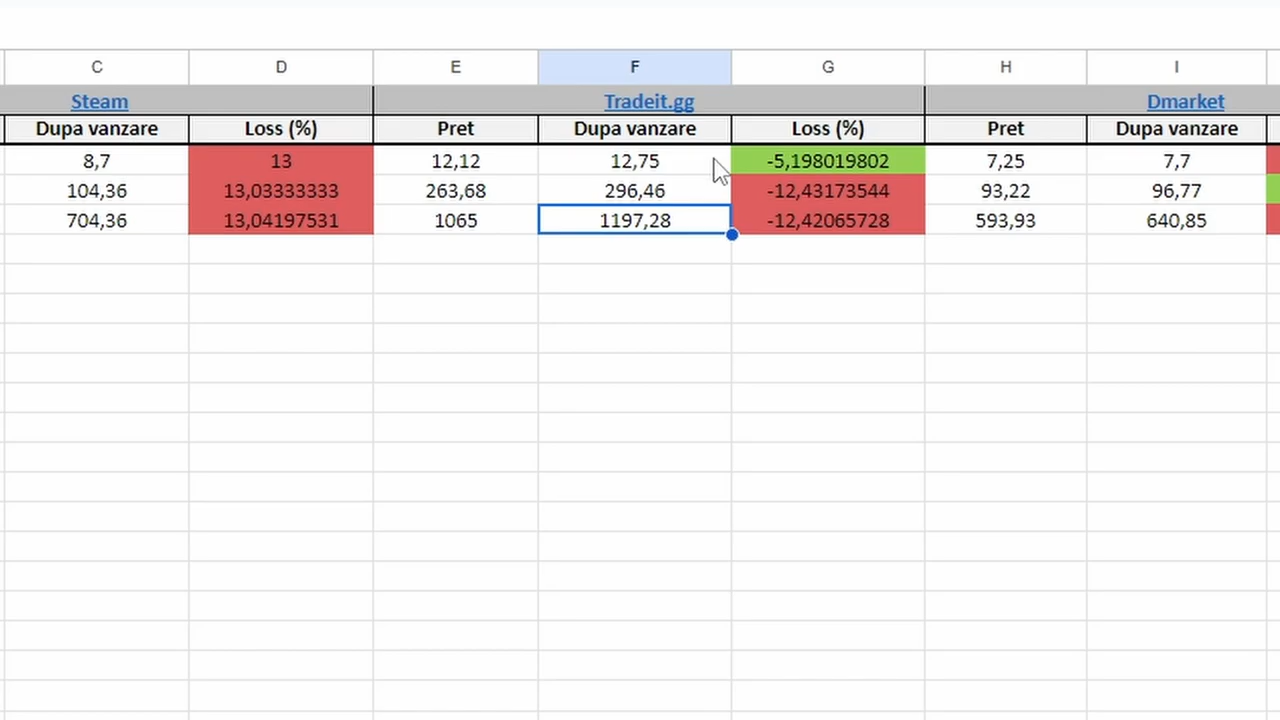 C D E F G H I
Steam Tradeit.gg Dmarket
Dupa vanzare Loss (%) Pret Dupa vanzare Loss (%) Pret Dupa vanzare
8,7 13 12,12 12,75 -5,198019802 7,25 7,7
104,36 13,03333333 263,68 296,46 -12,43173544 93,22 96,77
704,36 13,04197531 1065 1197,28 -12,42065728 593,93 640,85